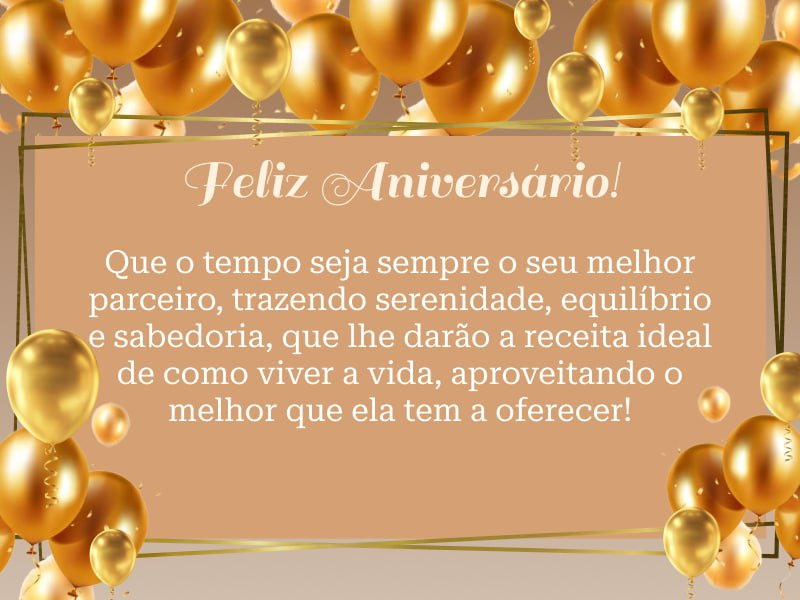 Feliz Aniversário!
Que o tempo seja sempre o seu melhor
parceiro, trazendo serenidade, equilíbrio
e sabedoria, que lhe darão a receita ideal
de como viver a vida, aproveitando o
melhor que ela tem a oferecer!